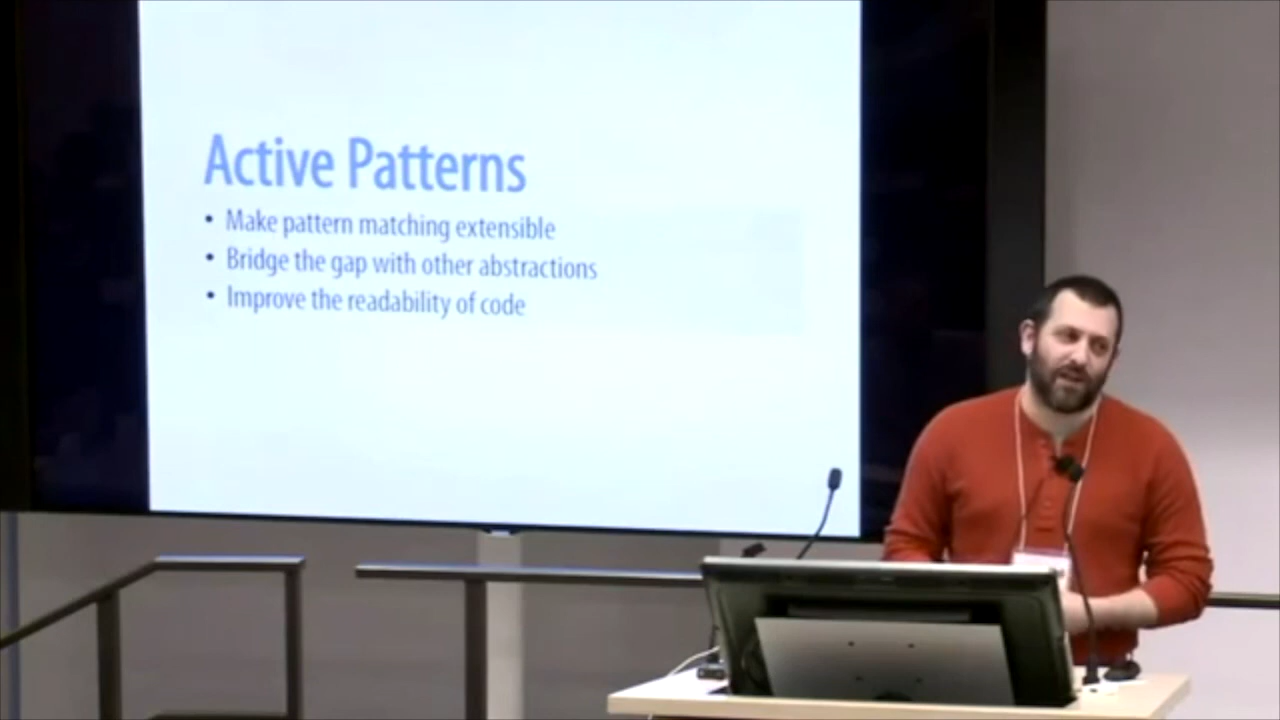 Active Patterns
• Make pattern matching extensible
• Bridge the gap with other abstractions
• Improve the readability of code